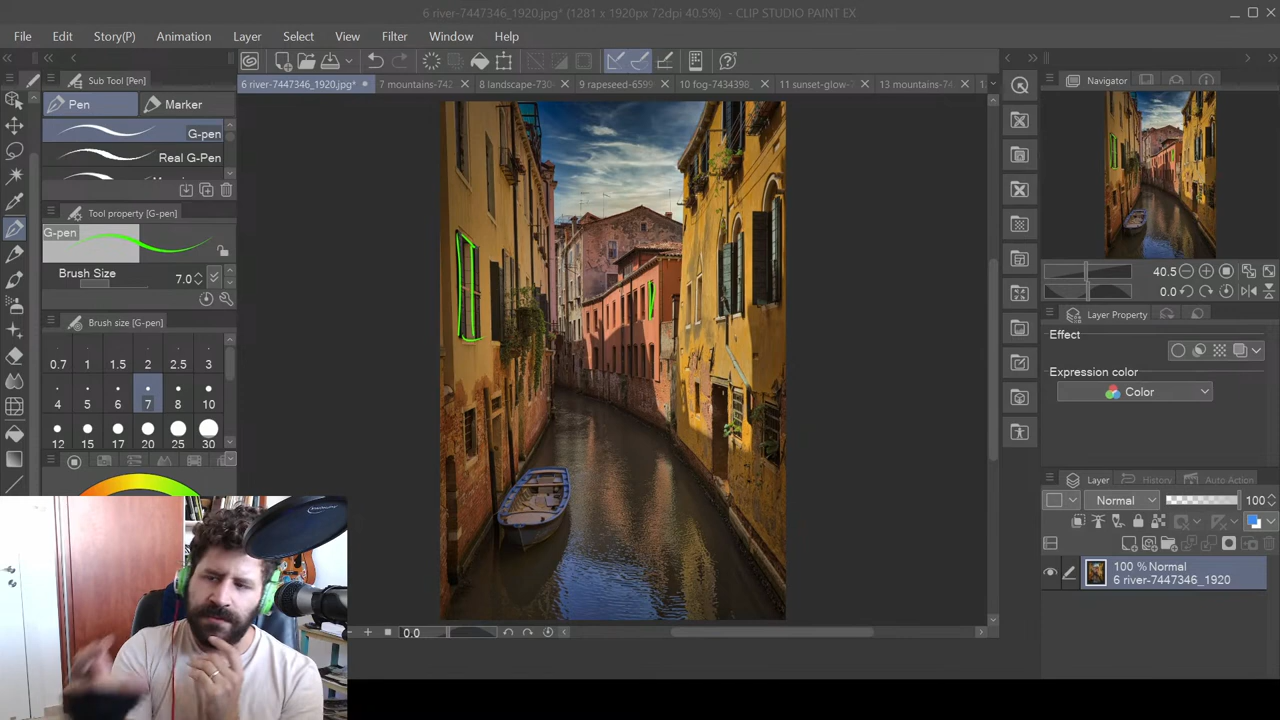 6 river-7447346_1920.jpg* (1281 x 1920px 72dpi 40.5%) - CLIP STUDIO PAINT EX
File Edit Story(P) Animation Layer Select View Filter Window Help
Sub Tool [Pen]
Pen Marker
G-pen
Real G-Pen
Tool property [G-pen]
G-pen
Brush Size 7.0
Brush size [G-pen]
0.7 1 1.5 2 2.5 3
4 5 6 7 8 10
12 15 17 20 25 30
6 river-7447346_1920.jpg* 7 mountains-742 8 landscape-730 9 rapeseed-6599 10 fog-7434398_ 11 sunset-glow- 13 mountains-74
0.0
Navigator
40.5
0.0
Layer Property
Effect
Expression color
Color
Layer History Auto Action
Normal 100
100 % Normal
6 river-7447346_1920